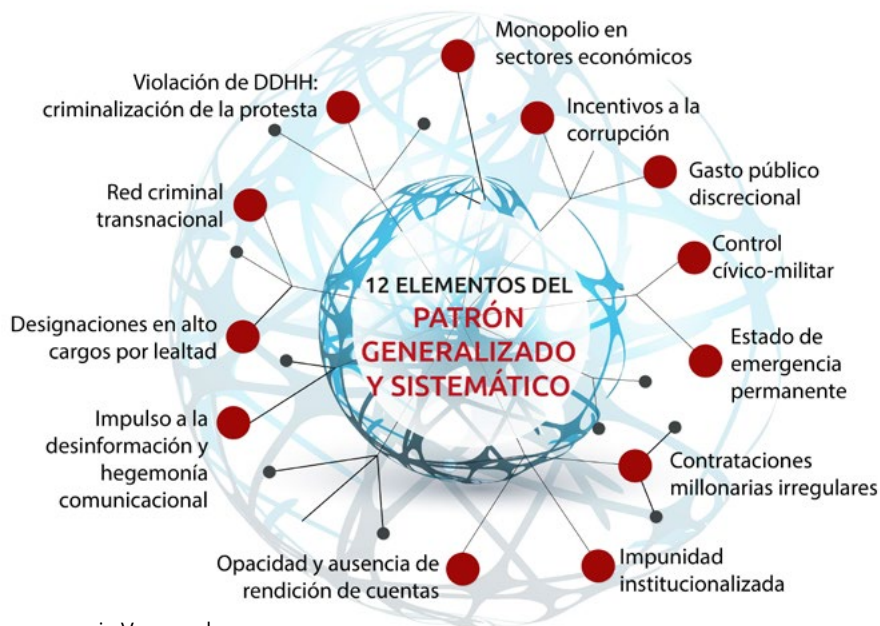 Monopolio en
sectores económicos
Incentivos a la
corrupción
Gasto público
discrecional
Control
cívico-militar
Estado de
emergencia
permanente
Contrataciones
millonarias irregulares
Impunidad
institucionalizada
Opacidad y ausencia de
rendición de cuentas
Impulso a la
desinformación y
hegemonía
comunicacional
Designaciones en alto
cargos por lealtad
Red criminal
transnacional
Violación de DDHH:
criminalización de la protesta
12 ELEMENTOS DEL
PATRÓN
GENERALIZADO
Y SISTEMÁTICO